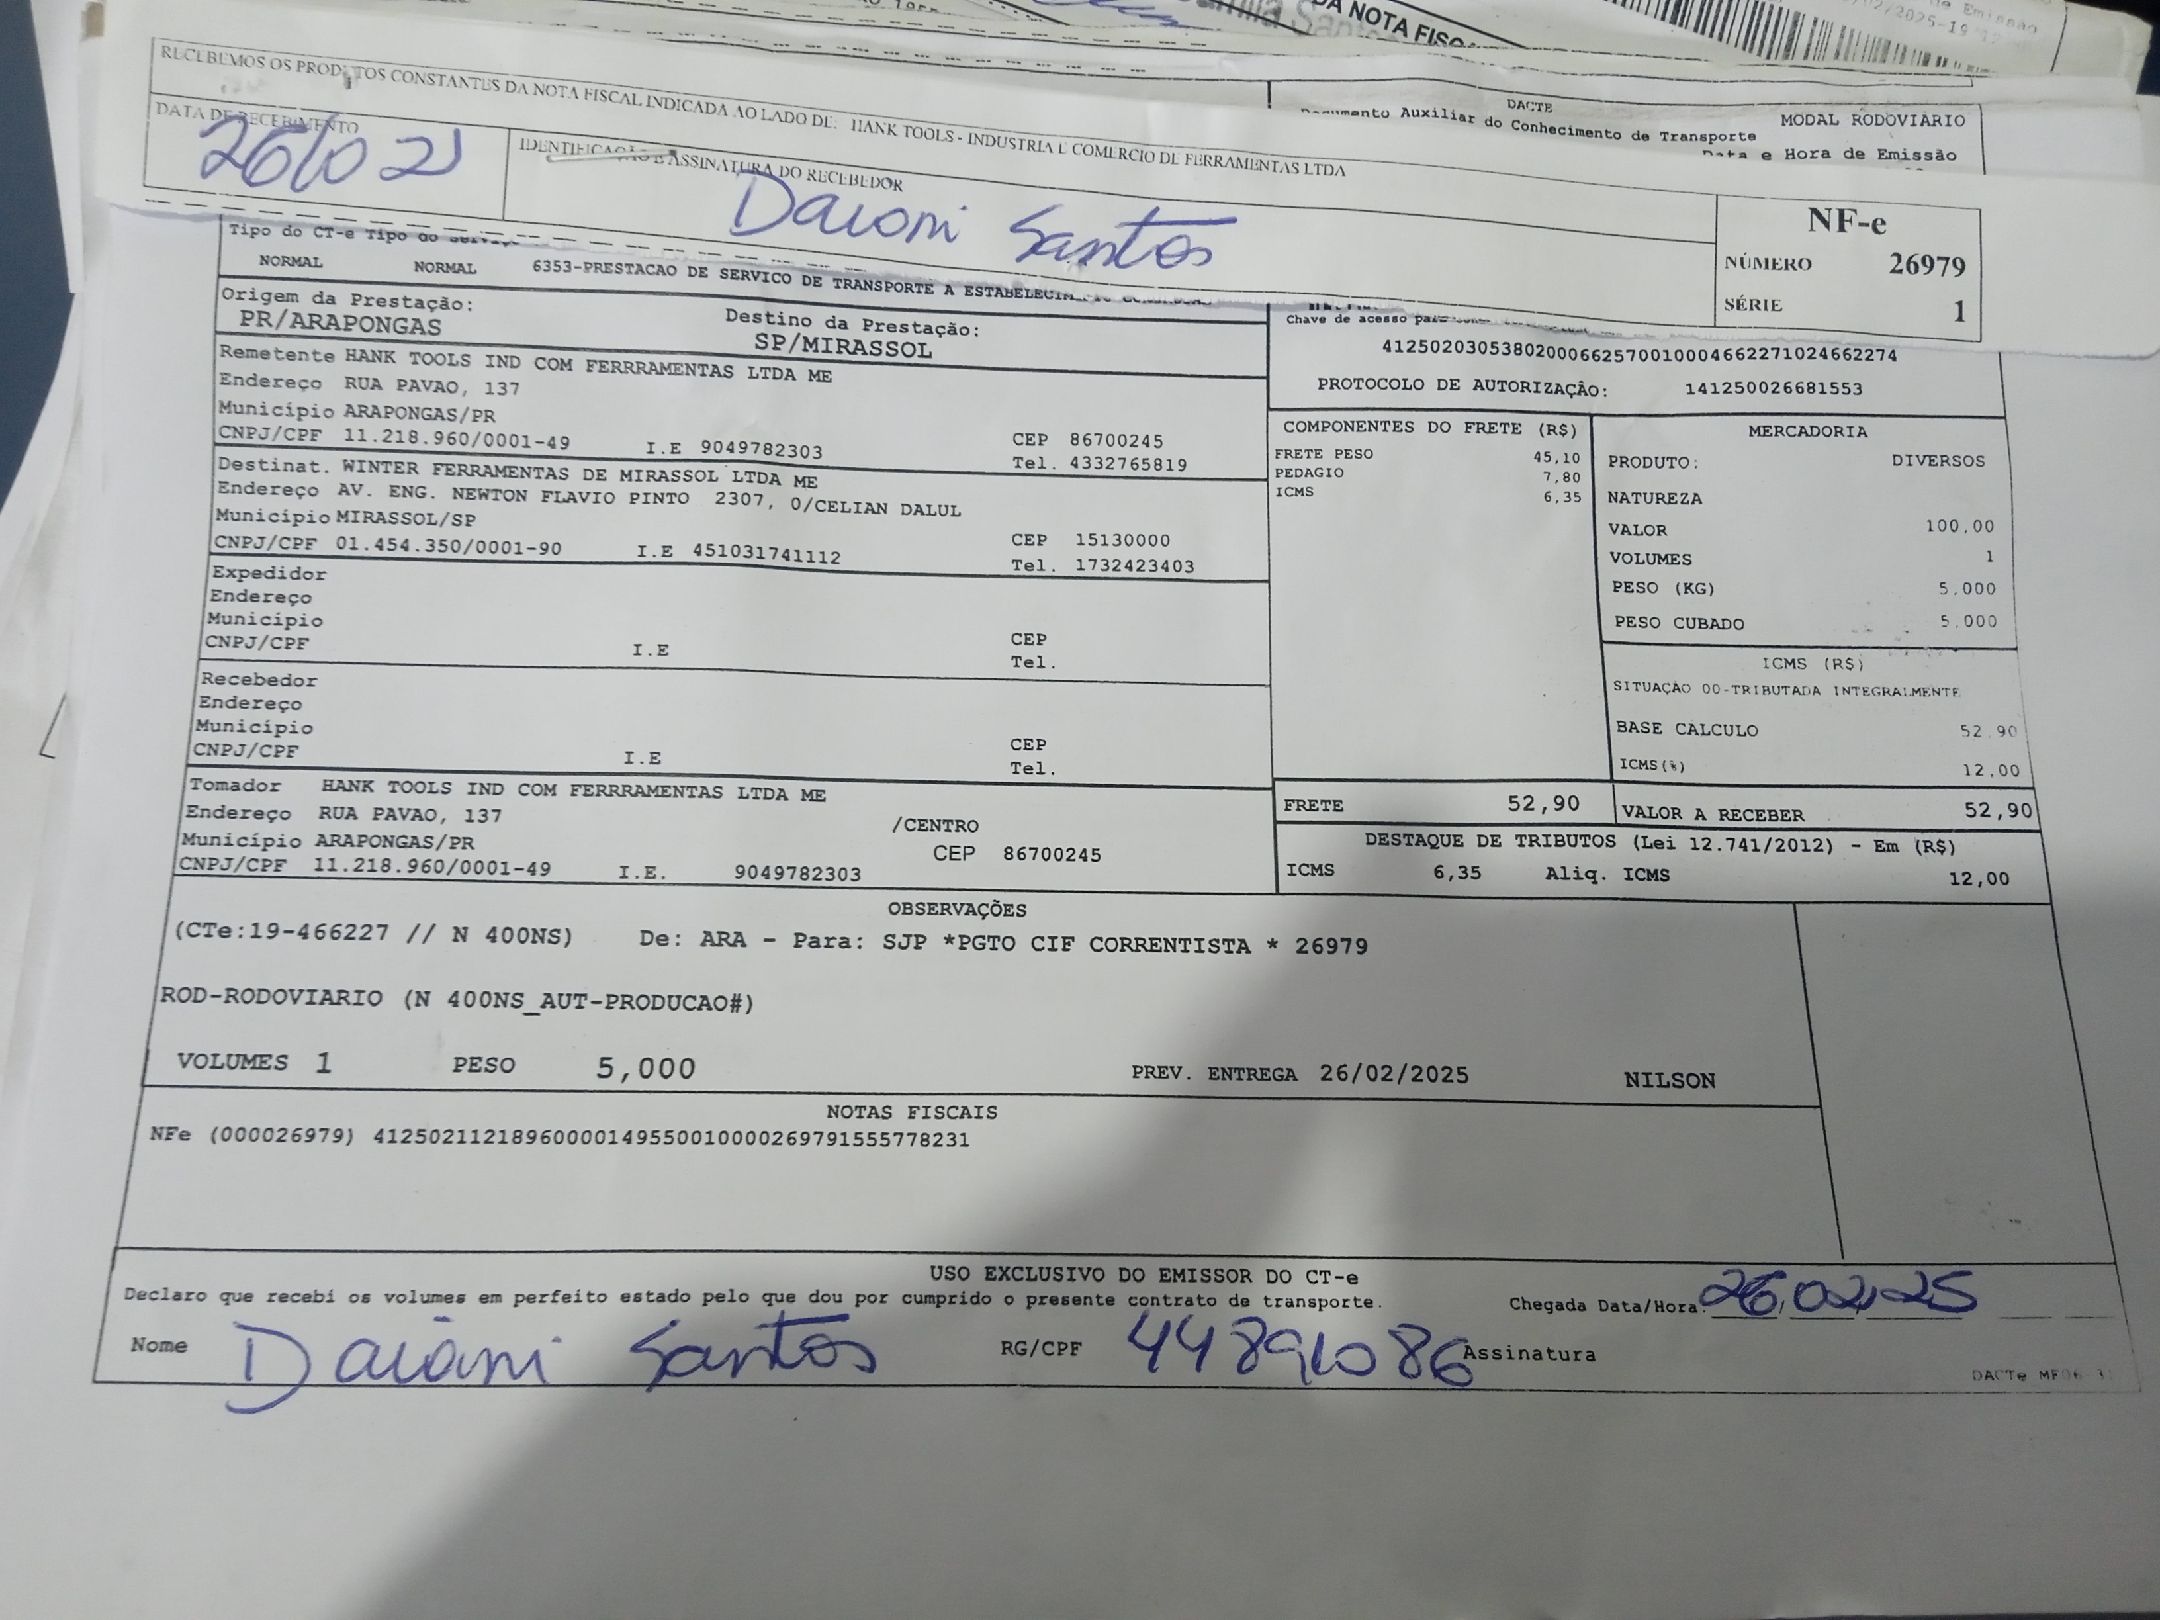 DA NOTA FISC
de Emissão
RECEBEMOS OS PRODUTOS CONSTANTES DA NOTA FISCAL INDICADA AO LADO DE: HANK TOOLS - INDUSTRIA E COMERCIO DE FERRAMENTAS LTDA
DATA DE RECEBIMENTO
26/02
IDENTIFICAÇÃO E ASSINATURA DO RECEBEDOR
Daiani Santos
NF-e
NÚMERO 26979
SÉRIE 1
DACTE
Documento Auxiliar do Conhecimento de Transporte
MODAL RODOVIÁRIO
Data e Hora de Emissão
Tipo do CT-e Tipo do Serviço
NORMAL NORMAL 6353-PRESTACAO DE SERVICO DE TRANSPORTE A
Origem da Prestação:
PR/ARAPONGAS
Destino da Prestação:
SP/MIRASSOL
Chave de acesso para
41250203053802000662570010004662271024662274
PROTOCOLO DE AUTORIZAÇÃO: 141250026681553
Remetente HANK TOOLS IND COM FERRRAMENTAS LTDA ME
Endereço RUA PAVAO, 137
Município ARAPONGAS/PR
CNPJ/CPF 11.218.960/0001-49 I.E 9049782303
CEP 86700245
Tel. 4332765819
Destinat. WINTER FERRAMENTAS DE MIRASSOL LTDA ME
Endereço AV. ENG. NEWTON FLAVIO PINTO 2307, 0/CELIAN DALUL
Município MIRASSOL/SP
CNPJ/CPF 01.454.350/0001-90 I.E 451031741112
CEP 15130000
Tel. 1732423403
Expedidor
Endereço
Município
CNPJ/CPF I.E
CEP
Tel.
Recebedor
Endereço
Município
CNPJ/CPF I.E
CEP
Tel.
Tomador HANK TOOLS IND COM FERRRAMENTAS LTDA ME
Endereço RUA PAVAO, 137 /CENTRO
Município ARAPONGAS/PR CEP 86700245
CNPJ/CPF 11.218.960/0001-49 I.E. 9049782303
COMPONENTES DO FRETE (R$)
FRETE PESO 45,10
PEDAGIO 7,80
ICMS 6,35
MERCADORIA
PRODUTO: DIVERSOS
NATUREZA
VALOR 100,00
VOLUMES 1
PESO (KG) 5,000
PESO CUBADO 5,000
ICMS (R$)
SITUAÇÃO 00-TRIBUTADA INTEGRALMENTE
BASE CALCULO 52,90
ICMS(%) 12,00
FRETE 52,90
VALOR A RECEBER 52,90
DESTAQUE DE TRIBUTOS (Lei 12.741/2012) - Em (R$)
ICMS 6,35 Aliq. ICMS 12,00
OBSERVAÇÕES
(CTe:19-466227 // N 400NS) De: ARA - Para: SJP *PGTO CIF CORRENTISTA * 26979
ROD-RODOVIARIO (N 400NS_AUT-PRODUCAO#)
VOLUMES 1 PESO 5,000 PREV. ENTREGA 26/02/2025 NILSON
NOTAS FISCAIS
NFe (000026979) 41250211218960000149550010000269791555778231
USO EXCLUSIVO DO EMISSOR DO CT-e
Declaro que recebi os volumes em perfeito estado pelo que dou por cumprido o presente contrato de transporte.
Chegada Data/Hora: 26/02/25
Nome Daiani Santos RG/CPF Assinatura
DACTe MF06